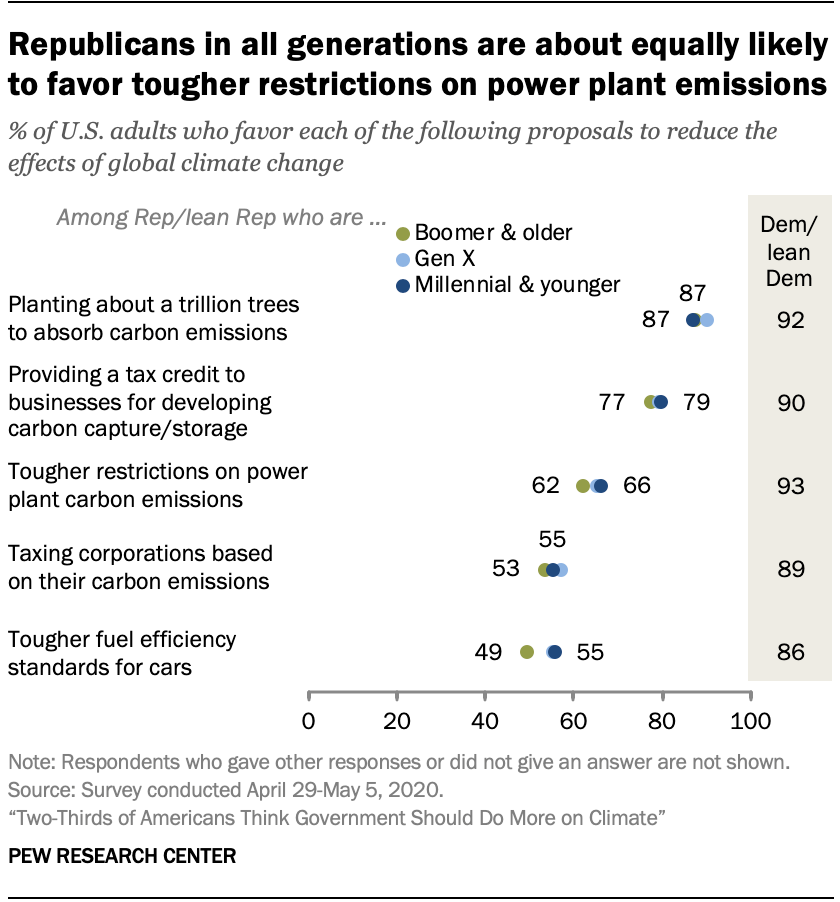 Republicans in all generations are about equally likely
to favor tougher restrictions on power plant emissions
% of U.S. adults who favor each of the following proposals to reduce the
effects of global climate change
Among Rep/lean Rep who are ...
Boomer & older
Gen X
Millennial & younger
Dem/
lean
Dem
Planting about a trillion trees
to absorb carbon emissions
87
87
92
Providing a tax credit to
businesses for developing
carbon capture/storage
77 79 90
Tougher restrictions on power
plant carbon emissions
62 66 93
Taxing corporations based
on their carbon emissions
55
53 89
Tougher fuel efficiency
standards for cars
49 55 86
0 20 40 60 80 100
Note: Respondents who gave other responses or did not give an answer are not shown.
Source: Survey conducted April 29-May 5, 2020.
“Two-Thirds of Americans Think Government Should Do More on Climate”
PEW RESEARCH CENTER